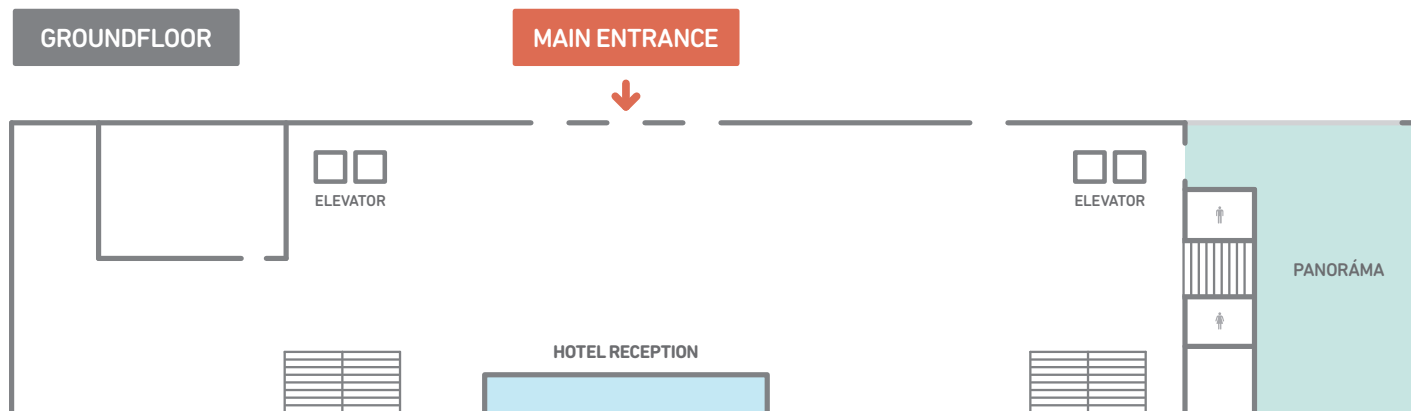 GROUNDFLOOR
MAIN ENTRANCE
ELEVATOR
ELEVATOR
PANORÁMA
HOTEL RECEPTION